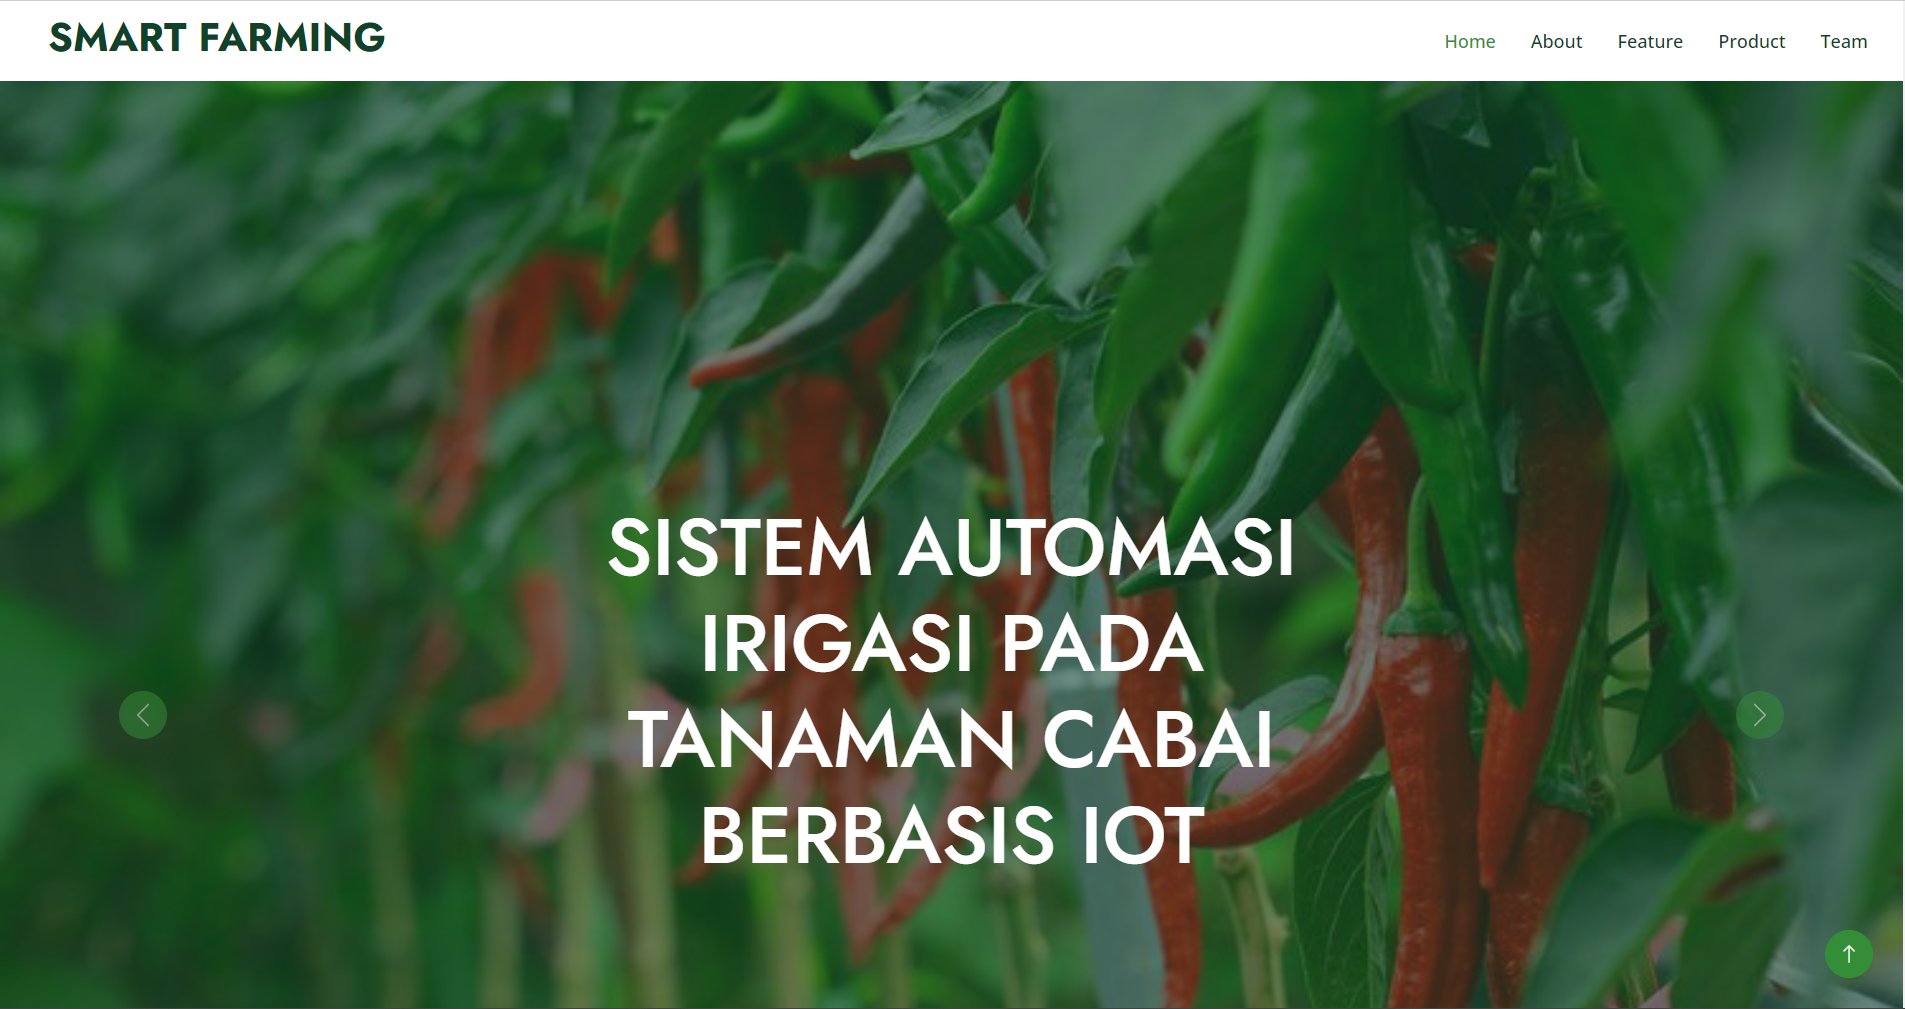 SMART FARMING
Home About Feature Product Team
SISTEM AUTOMASI
IRIGASI PADA
TANAMAN CABAI
BERBASIS IOT